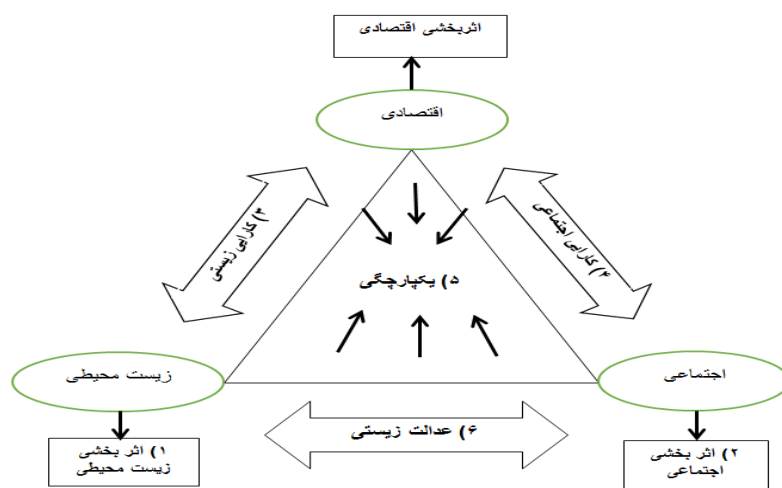 اثربخشی اقتصادی
اقتصادی
۳) کارایی زیستی
۴) کارایی اجتماعی
۵) یکپارچگی
زیست محیطی
اجتماعی
۶) عدالت زیستی
۱) اثر بخشی
زیست محیطی
۲) اثر بخشی
اجتماعی